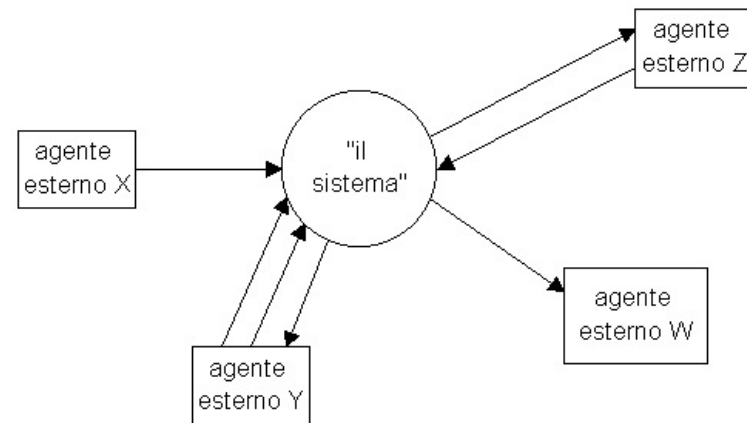 agente
esterno Z
"il
sistema"
agente
esterno X
agente
esterno W
agente
esterno Y